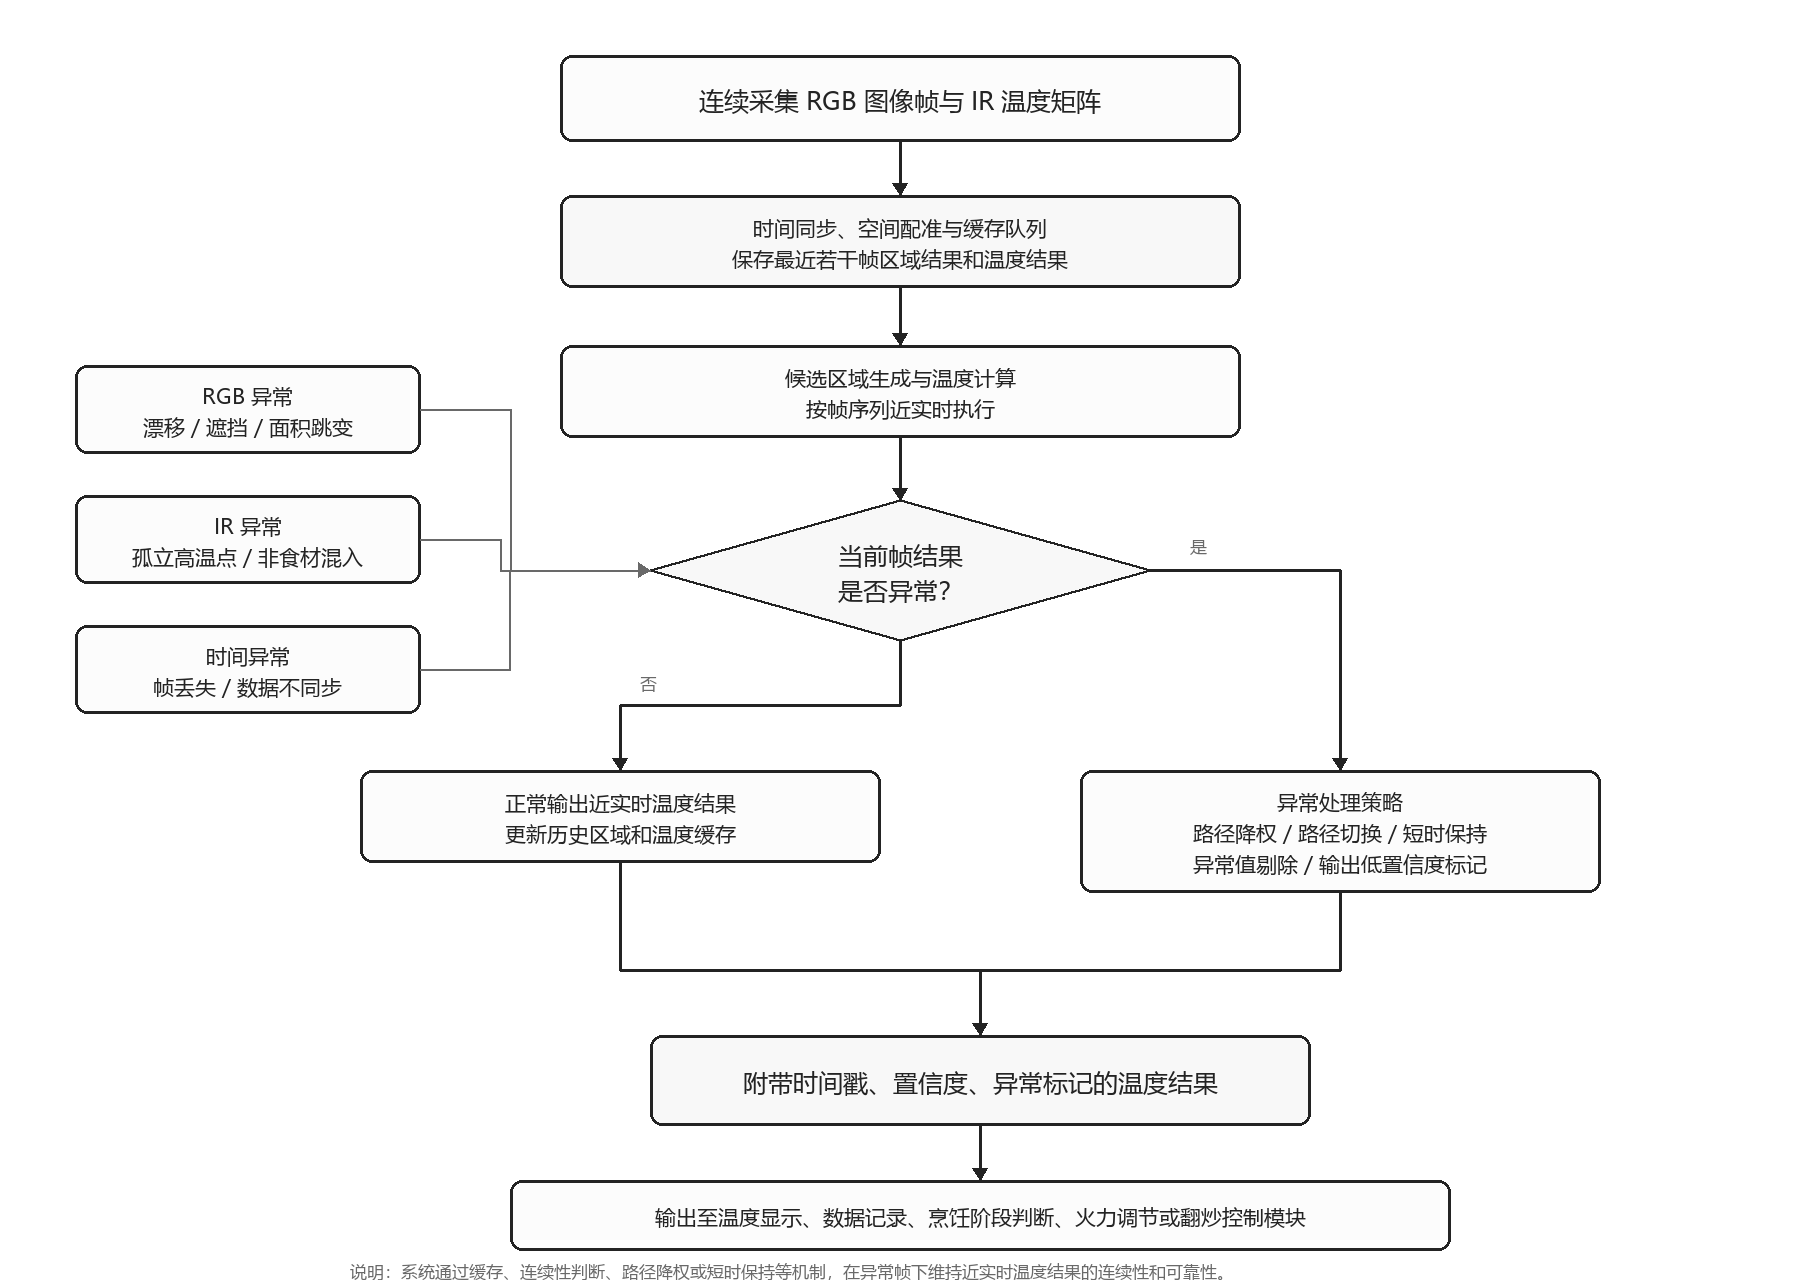 连续采集 RGB 图像帧与 IR 温度矩阵
时间同步、空间配准与缓存队列
保存最近若干帧区域结果和温度结果
候选区域生成与温度计算
按帧序列近实时执行
RGB 异常
漂移 / 遮挡 / 面积跳变
IR 异常
孤立高温点 / 非食材混入
时间异常
帧丢失 / 数据不同步
当前帧结果
是否异常？
是
否
正常输出近实时温度结果
更新历史区域和温度缓存
异常处理策略
路径降权 / 路径切换 / 短时保持
异常值剔除 / 输出低置信度标记
附带时间戳、置信度、异常标记的温度结果
输出至温度显示、数据记录、烹饪阶段判断、火力调节或翻炒控制模块
说明：系统通过缓存、连续性判断、路径降权或短时保持等机制，在异常帧下维持近实时温度结果的连续性和可靠性。